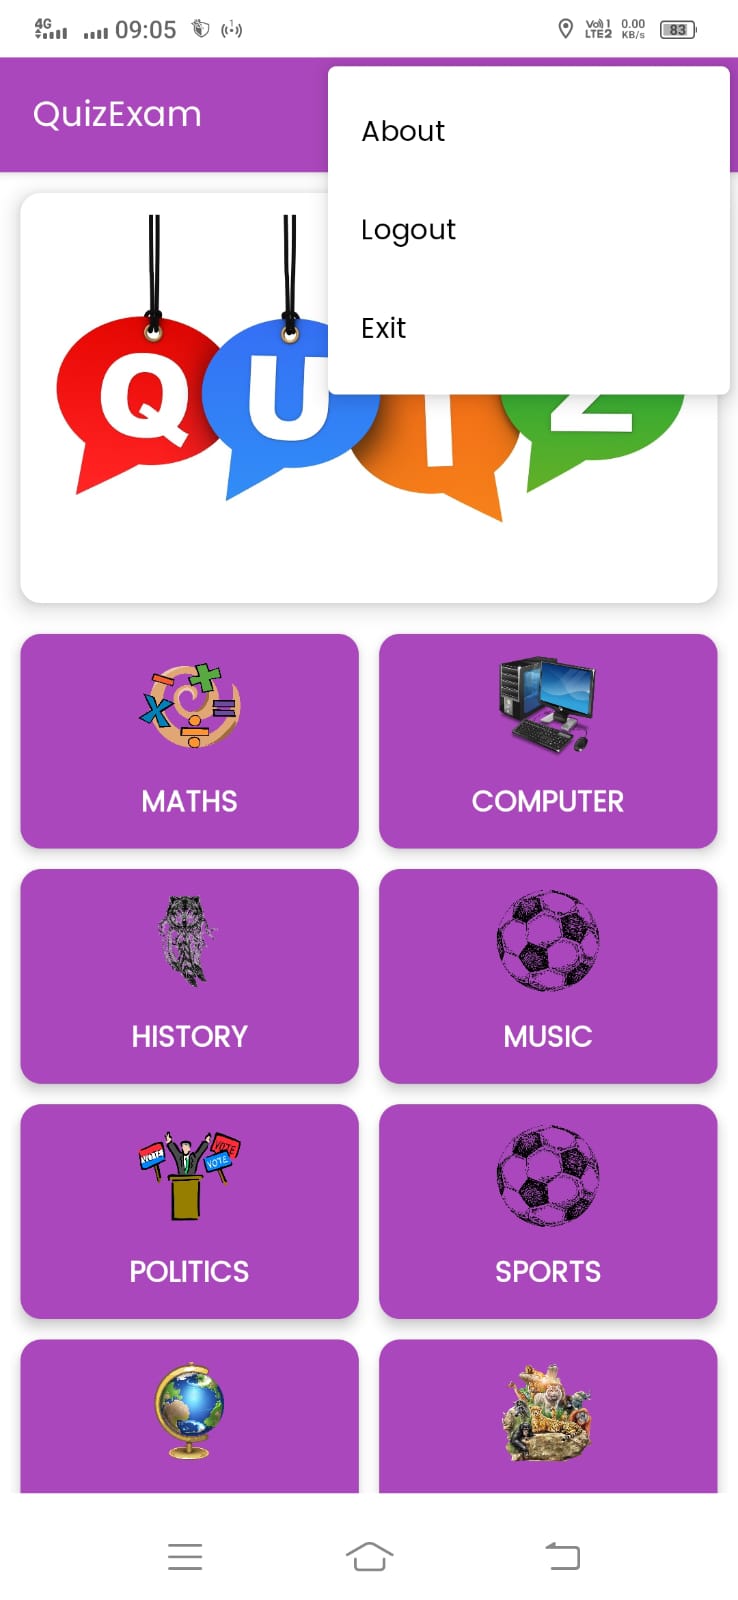 4G 09:05 Vo)) 1 LTE2 0.00 KB/s 83
QuizExam
About
Logout
Exit
QUIZ
MATHS
COMPUTER
HISTORY
MUSIC
VOTE
VOTE
POLITICS
SPORTS